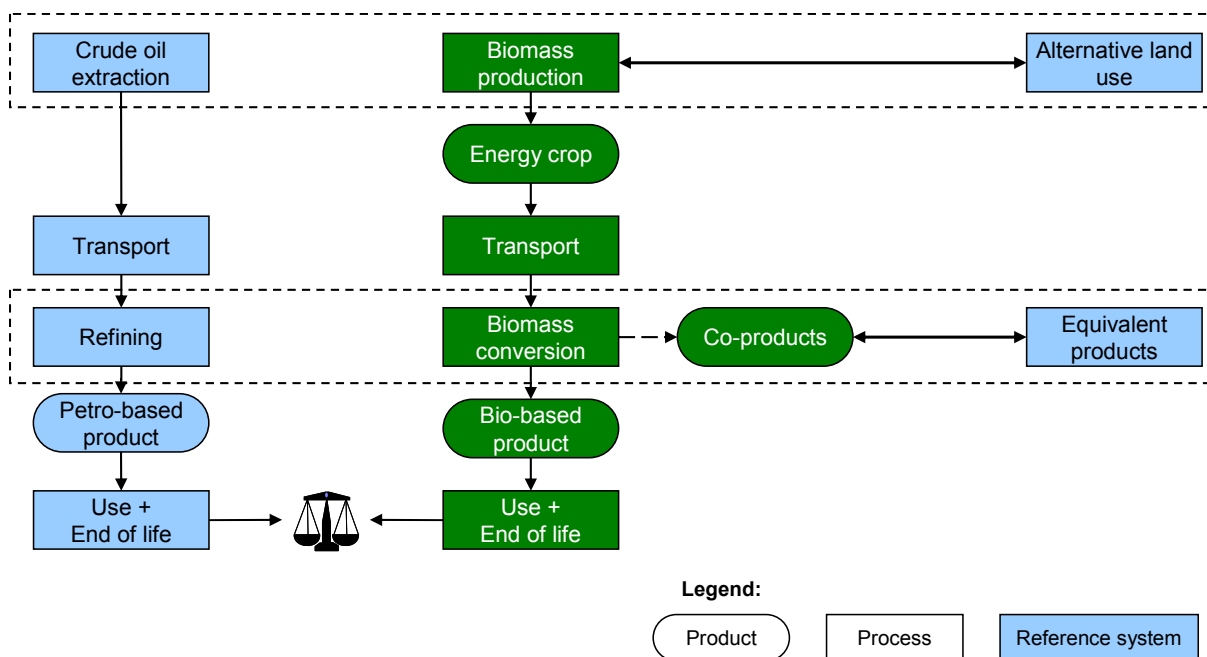 Crude oil
extraction
Biomass
production
Alternative land
use
Energy crop
Transport
Transport
Refining
Biomass
conversion
Co-products
Equivalent
products
Petro-based
product
Bio-based
product
Use +
End of life
Use +
End of life
Legend:
Product
Process
Reference system